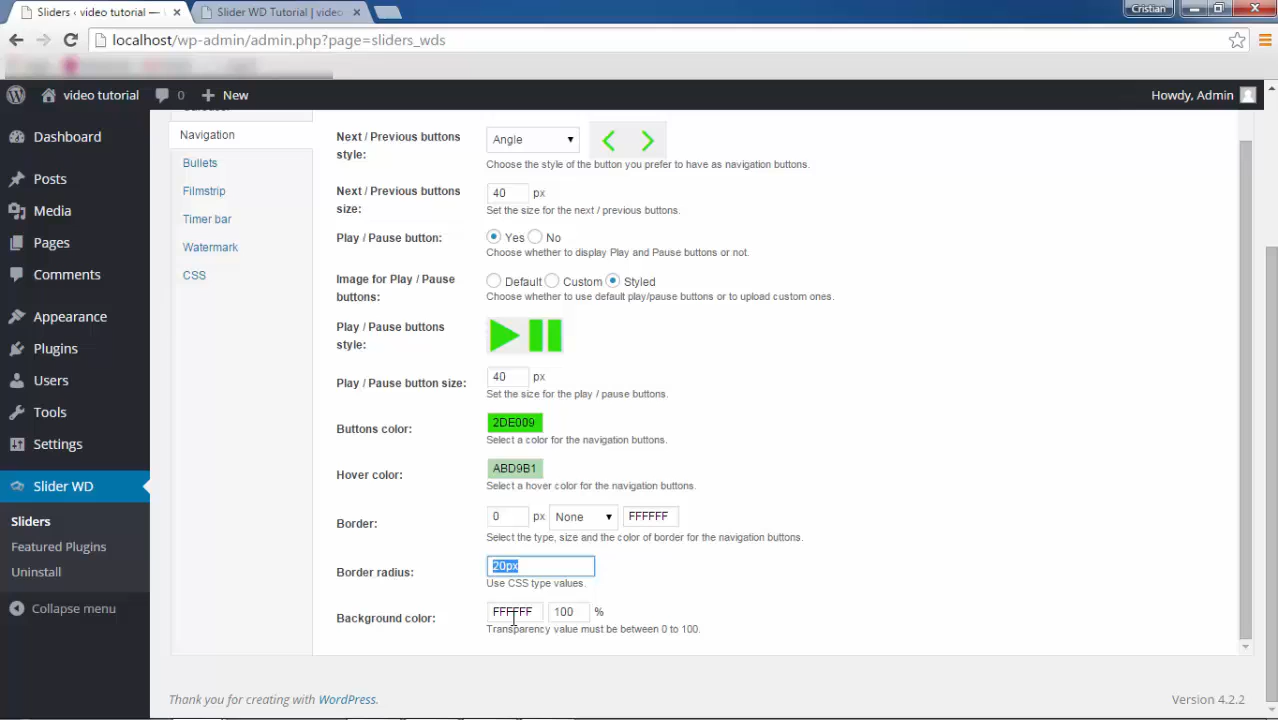 Sliders ‹ video tutorial —
Slider WD Tutorial | video
Cristian
localhost/wp-admin/admin.php?page=sliders_wds
video tutorial
0
New
Howdy, Admin
Dashboard
Posts
Media
Pages
Comments
Appearance
Plugins
Users
Tools
Settings
Slider WD
Sliders
Featured Plugins
Uninstall
Collapse menu
Navigation
Bullets
Filmstrip
Timer bar
Watermark
CSS
Next / Previous buttons
style:
Angle
Choose the style of the button you prefer to have as navigation buttons.
Next / Previous buttons
size:
40 px
Set the size for the next / previous buttons.
Play / Pause button:
Yes No
Choose whether to display Play and Pause buttons or not.
Image for Play / Pause
buttons:
Default Custom Styled
Choose whether to use default play/pause buttons or to upload custom ones.
Play / Pause buttons
style:
Play / Pause button size:
40 px
Set the size for the play / pause buttons.
Buttons color:
2DE009
Select a color for the navigation buttons.
Hover color:
ABD9B1
Select a hover color for the navigation buttons.
Border:
0 px None FFFFFF
Select the type, size and the color of border for the navigation buttons.
Border radius:
20px
Use CSS type values.
Background color:
FFFFFF 100 %
Transparency value must be between 0 to 100.
Thank you for creating with WordPress.
Version 4.2.2